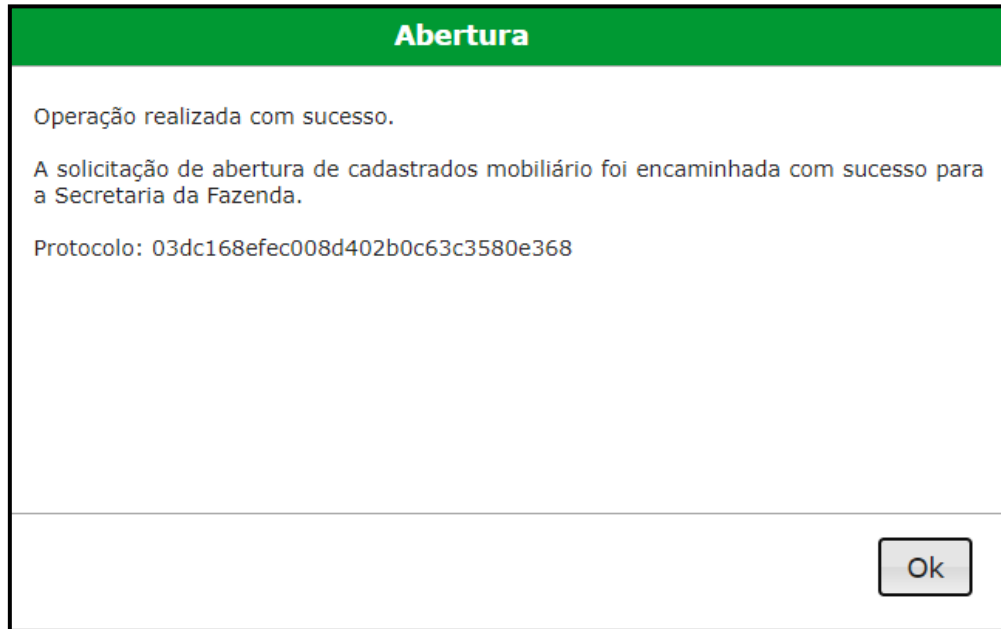 Abertura
Operação realizada com sucesso.
A solicitação de abertura de cadastrados mobiliário foi encaminhada com sucesso para
a Secretaria da Fazenda.
Protocolo: 03dc168efec008d402b0c63c3580e368
Ok